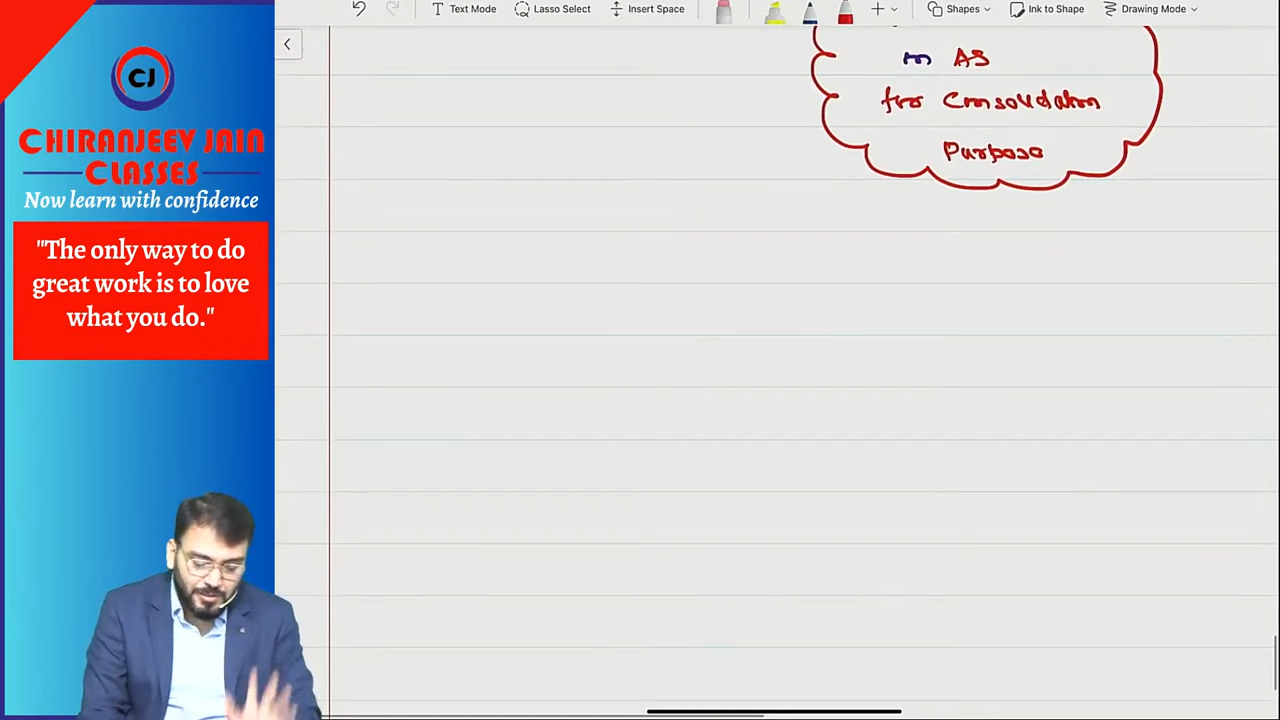 Text Mode
Lasso Select
Insert Space
Shapes
Ink to Shape
Drawing Mode
CJ
CHIRANJEEV JAIN
CLASSES
Now learn with confidence
"The only way to do
great work is to love
what you do."
in AS
for Consolidation
Purpose